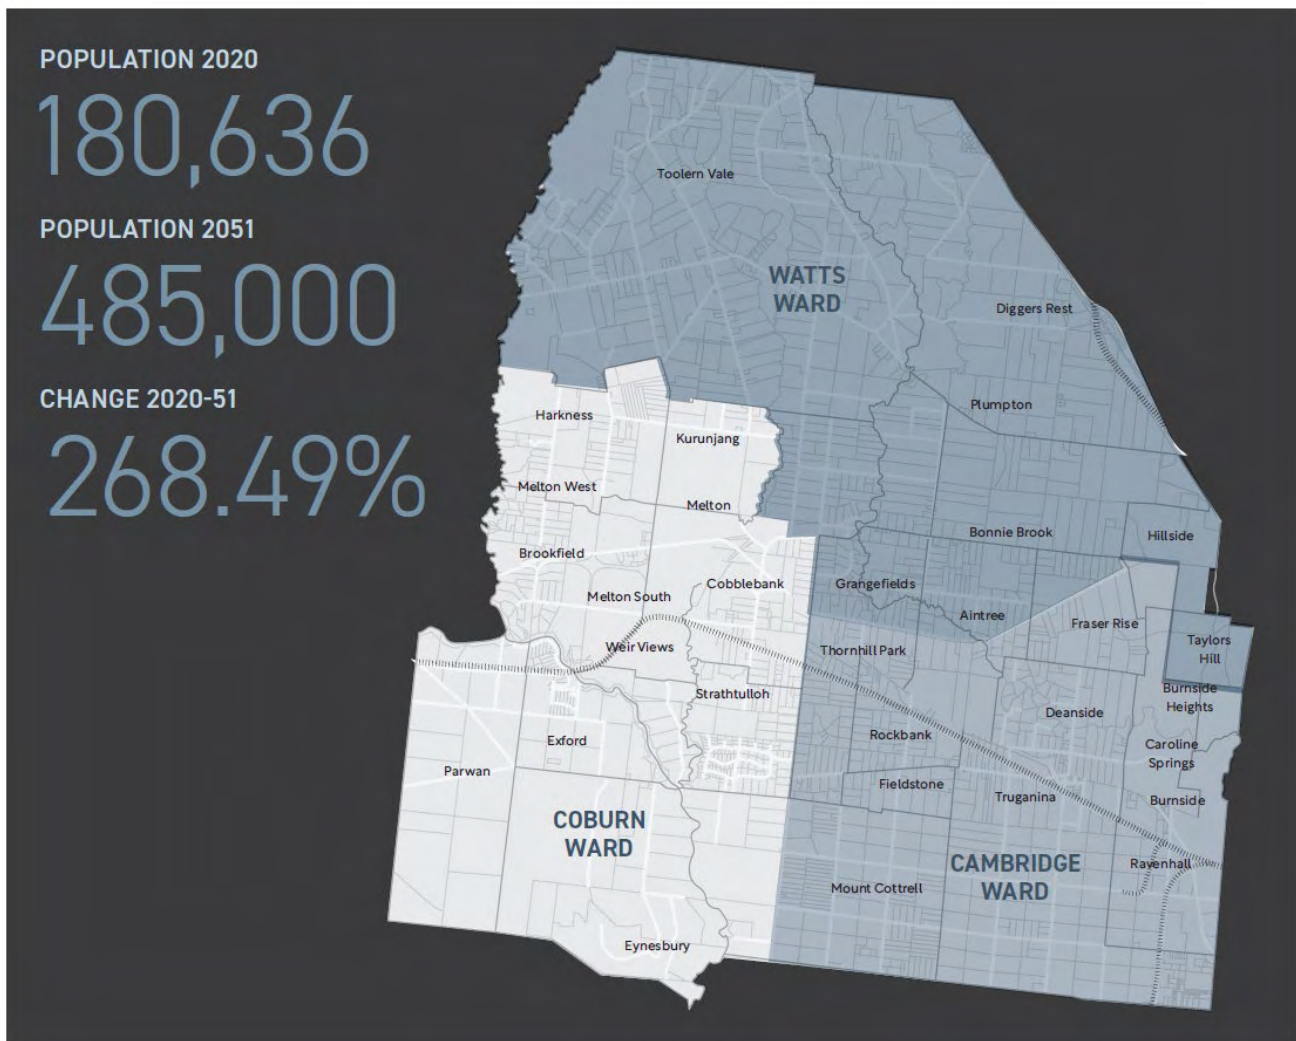 POPULATION 2020
180,636
POPULATION 2051
485,000
CHANGE 2020-51
268.49%
Toolern Vale
WATTS
WARD
Diggers Rest
Plumpton
Harkness
Kurunjang
Melton West
Melton
Bonnie Brook
Hillside
Brookfield
Cobblebank
Grangefields
Melton South
Aintree
Fraser Rise
Taylors
Hill
Weir Views
Thornhill Park
Strathtulloh
Burnside
Heights
Deanside
Exford
Rockbank
Caroline
Springs
Parwan
Fieldstone
Truganina
Burnside
COBURN
WARD
CAMBRIDGE
WARD
Ravenhall
Mount Cottrell
Eynesbury